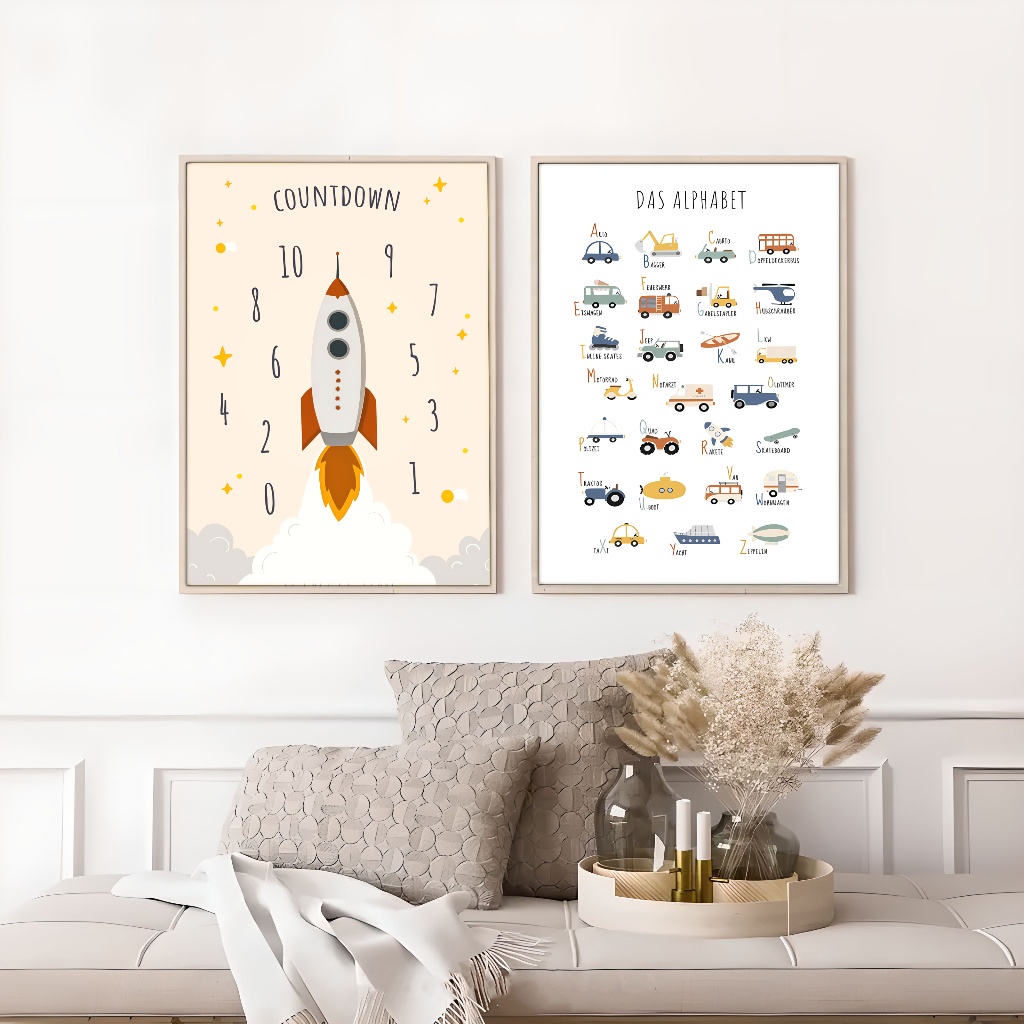 COUNTDOWN
10 9
8 7
6 5
4 3
2
1
0
DAS ALPHABET
AUTO BAGGER CABRIO DOPPELDECKERBUS
EISWAGEN FEUERWEHR GABELSTAPLER HUBSCHRAUBER
INLINE SKATES JEEP KANU LKW
MOTORRAD NOTARZT OLDTIMER
POLIZEI QUAD RAKETE SKATEBOARD
TRAKTOR U-BOOT VAN WOHNWAGEN
TAXI YACHT ZEPPELIN